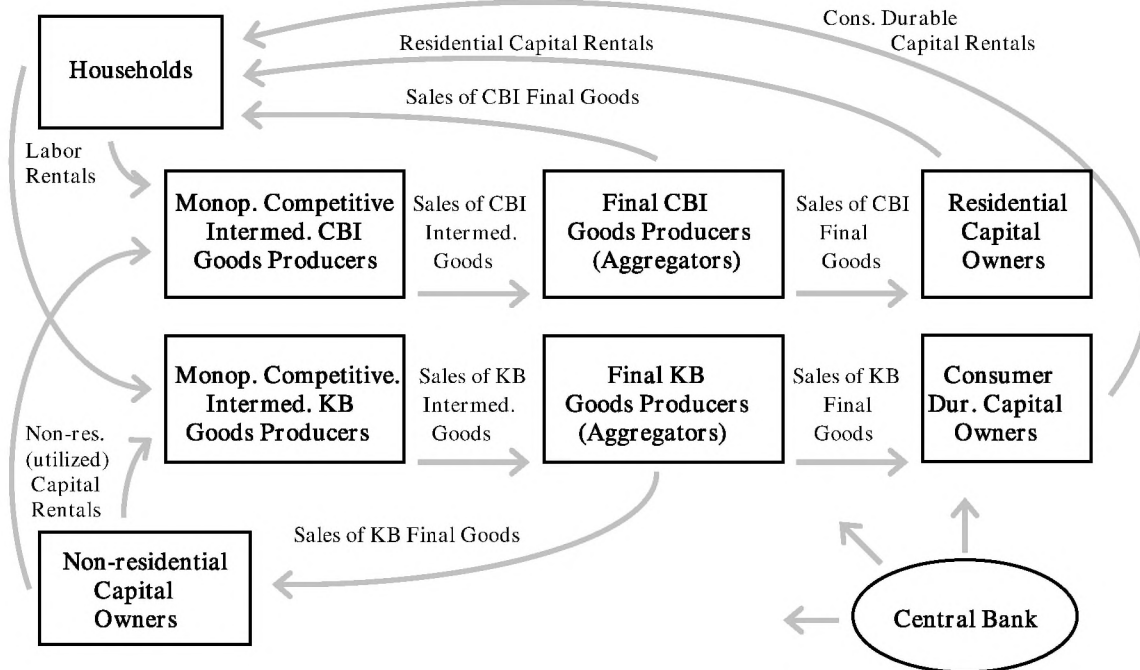 Cons. Durable
Capital Rentals
Residential Capital Rentals
Households
Sales of CBI Final Goods
Labor
Rentals
Monop. Competitive
Intermed. CBI
Goods Producers
Sales of CBI
Intermed.
Goods
Final CBI
Goods Producers
(Aggregators)
Sales of CBI
Final
Goods
Residential
Capital
Owners
Monop. Competitive.
Intermed. KB
Goods Producers
Sales of KB
Intermed.
Goods
Final KB
Goods Producers
(Aggregators)
Sales of KB
Final
Goods
Consumer
Dur. Capital
Owners
Non-res.
(utilized)
Capital
Rentals
Sales of KB Final Goods
Non-residential
Capital
Owners
Central Bank